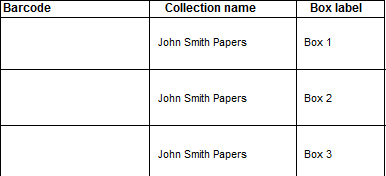 Barcode Collection name Box label
John Smith Papers Box 1
John Smith Papers Box 2
John Smith Papers Box 3